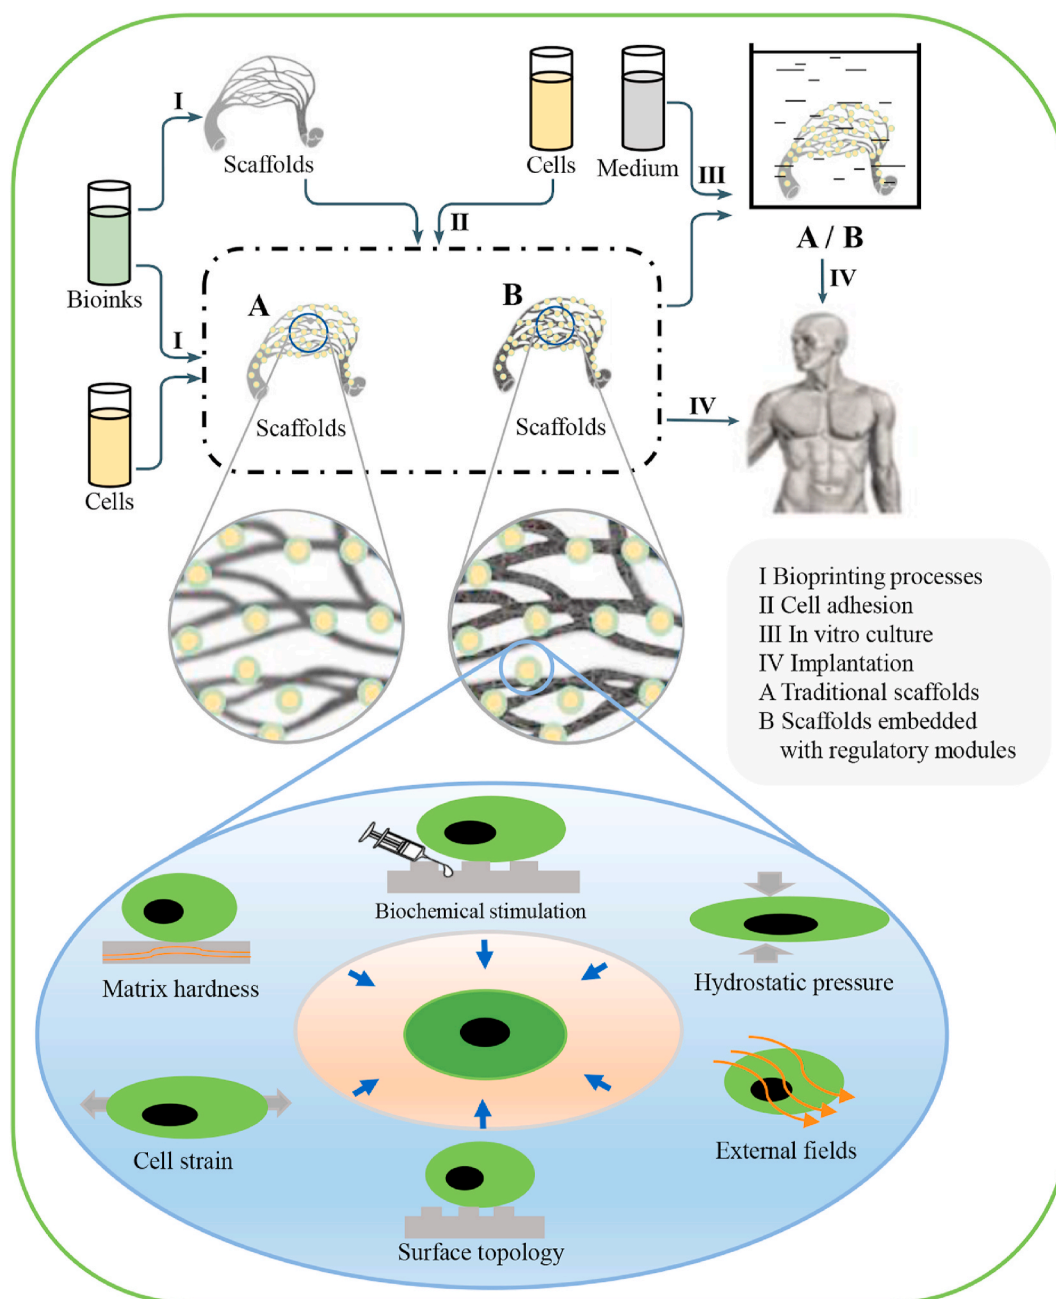 I
Scaffolds
Cells
Medium
III
II
Bioinks
A / B
IV
A
B
I
IV
Scaffolds
Scaffolds
Cells
I Bioprinting processes
II Cell adhesion
III In vitro culture
IV Implantation
A Traditional scaffolds
B Scaffolds embedded
with regulatory modules
Biochemical stimulation
Matrix hardness
Hydrostatic pressure
Cell strain
External fields
Surface topology